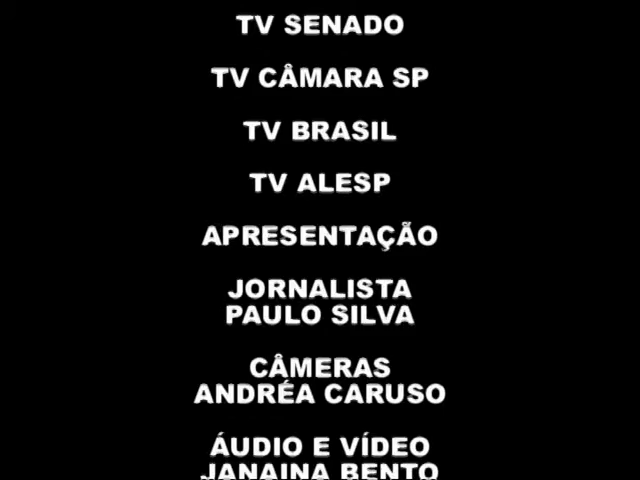 TV SENADO
TV CÂMARA SP
TV BRASIL
TV ALESP
APRESENTAÇÃO
JORNALISTA
PAULO SILVA
CÂMERAS
ANDRÉA CARUSO
ÁUDIO E VÍDEO
JANAINA BENTO